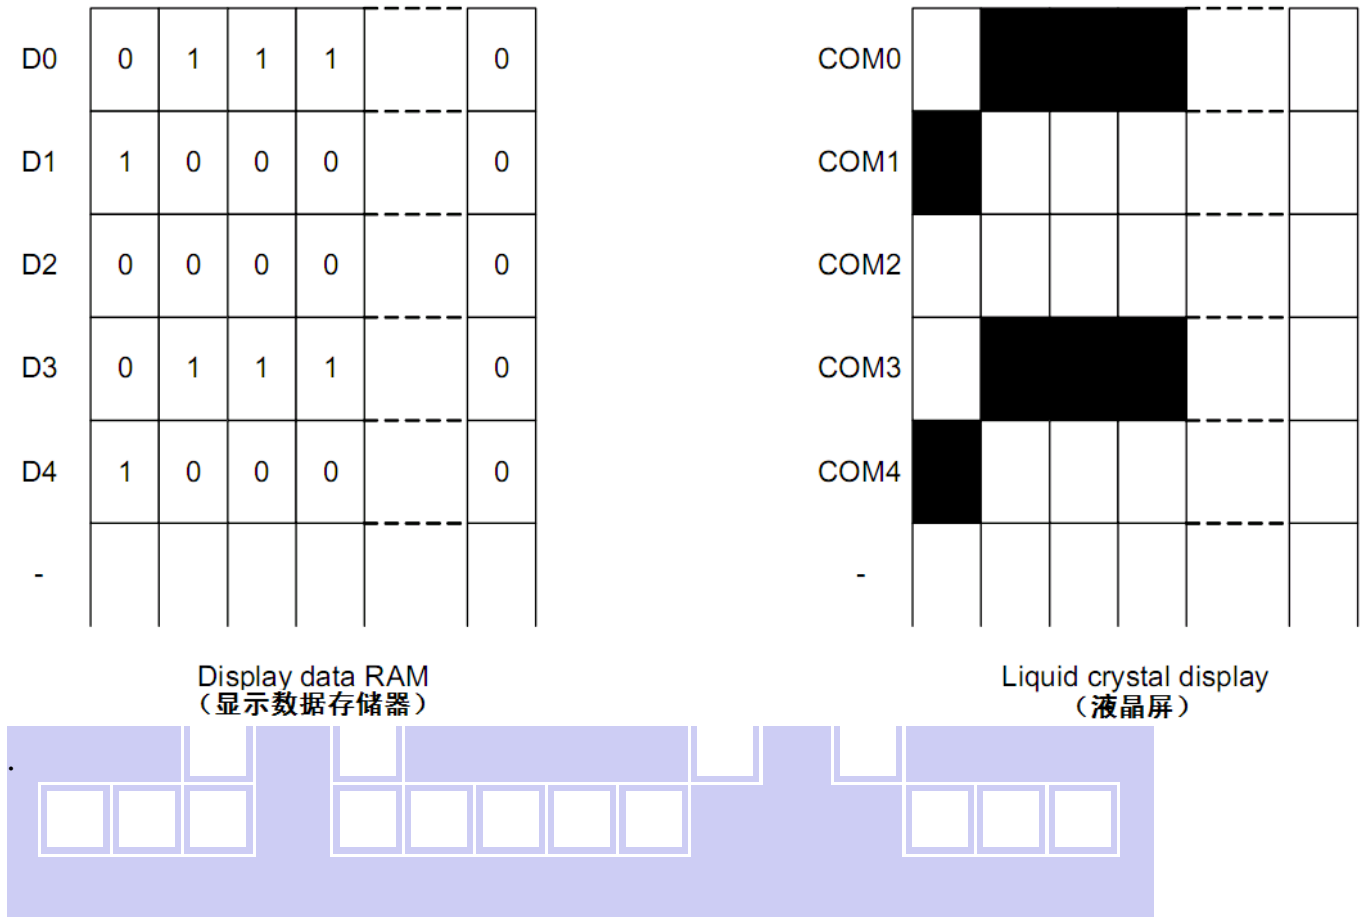 D0 0 1 1 1 0 COM0
D1 1 0 0 0 0 COM1
D2 0 0 0 0 0 COM2
D3 0 1 1 1 0 COM3
D4 1 0 0 0 0 COM4
- -
Display data RAM Liquid crystal display
（显示数据存储器） （液晶屏）
.